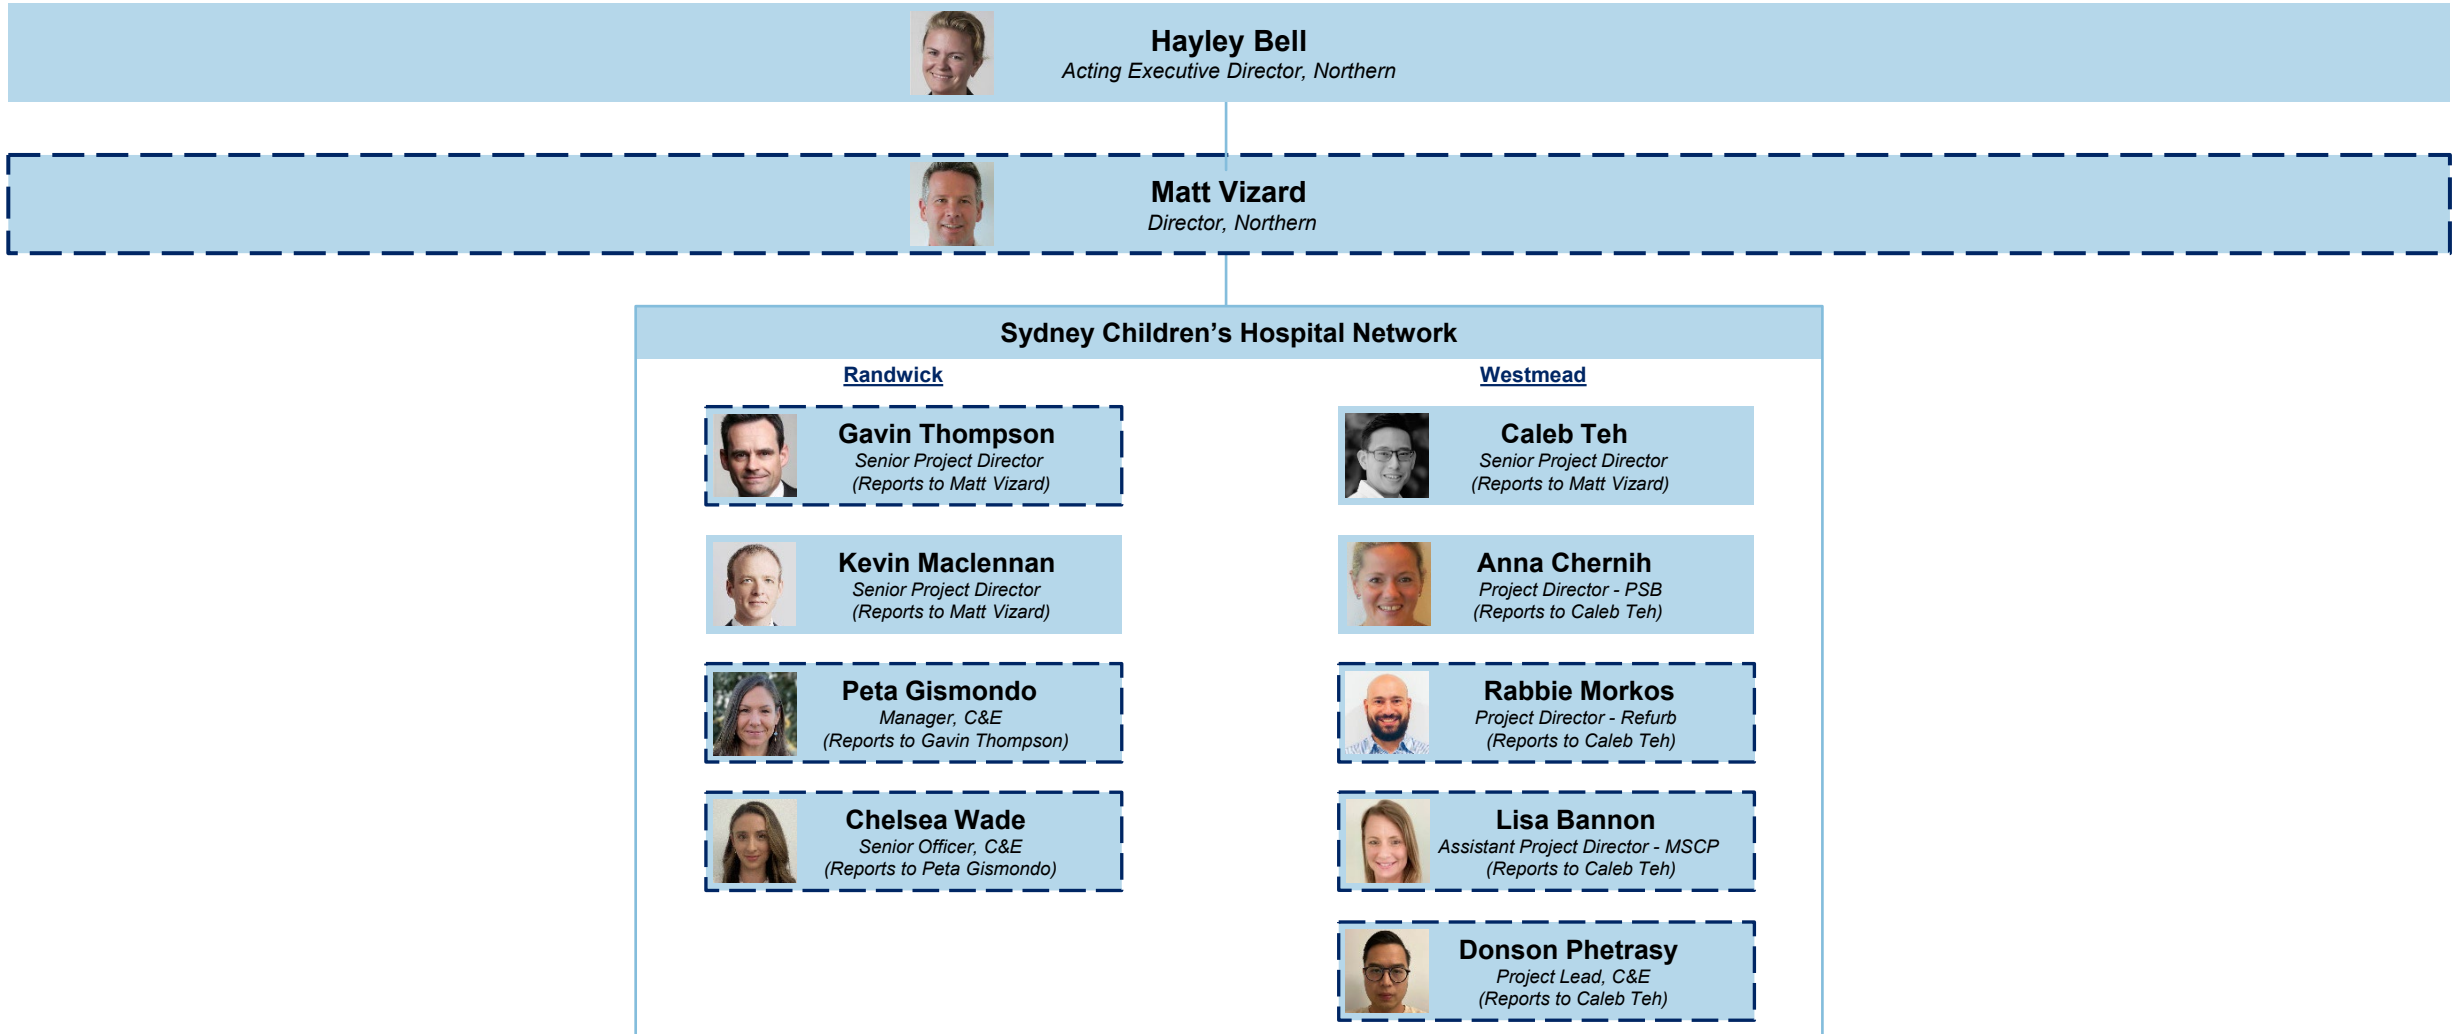 Hayley Bell
Acting Executive Director, Northern
Matt Vizard
Director, Northern
Sydney Children’s Hospital Network
Randwick
Gavin Thompson
Senior Project Director
(Reports to Matt Vizard)
Kevin Maclennan
Senior Project Director
(Reports to Matt Vizard)
Peta Gismondo
Manager, C&E
(Reports to Gavin Thompson)
Chelsea Wade
Senior Officer, C&E
(Reports to Peta Gismondo)
Westmead
Caleb Teh
Senior Project Director
(Reports to Matt Vizard)
Anna Chernih
Project Director - PSB
(Reports to Caleb Teh)
Rabbie Morkos
Project Director - Refurb
(Reports to Caleb Teh)
Lisa Bannon
Assistant Project Director - MSCP
(Reports to Caleb Teh)
Donson Phetrasy
Project Lead, C&E
(Reports to Caleb Teh)